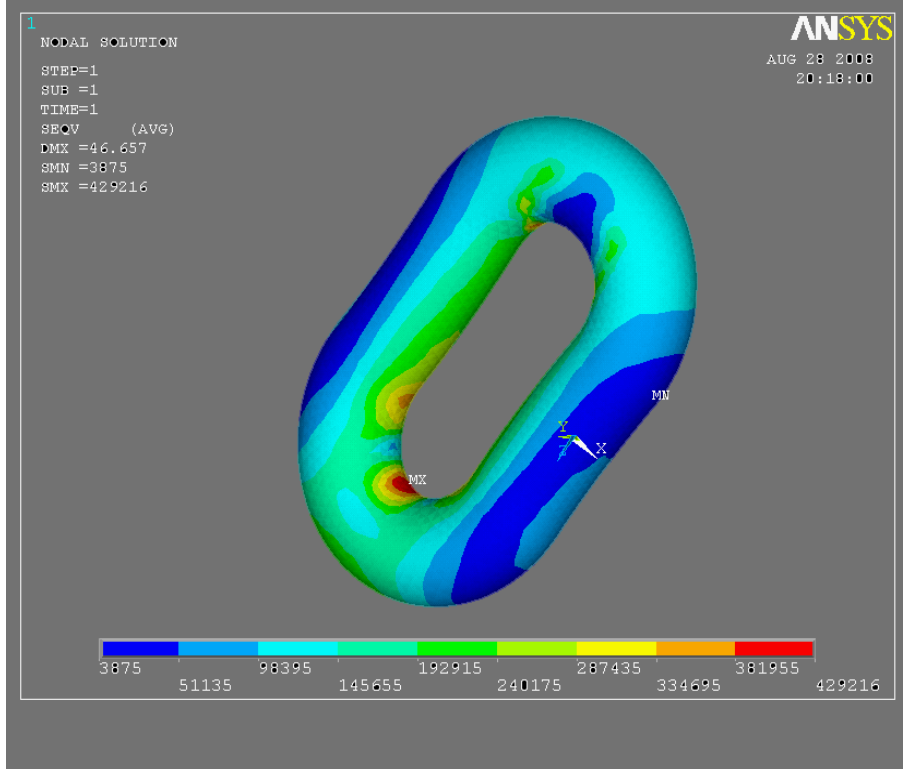 1
ANSYS
NODAL SOLUTION
AUG 28 2008
20:18:00
STEP=1
SUB =1
TIME=1
SEQV (AVG)
DMX =46.657
SMN =3875
SMX =429216
MN
Y
X
Z
MX
3875 98395 192915 287435 381955
51135 145655 240175 334695 429216